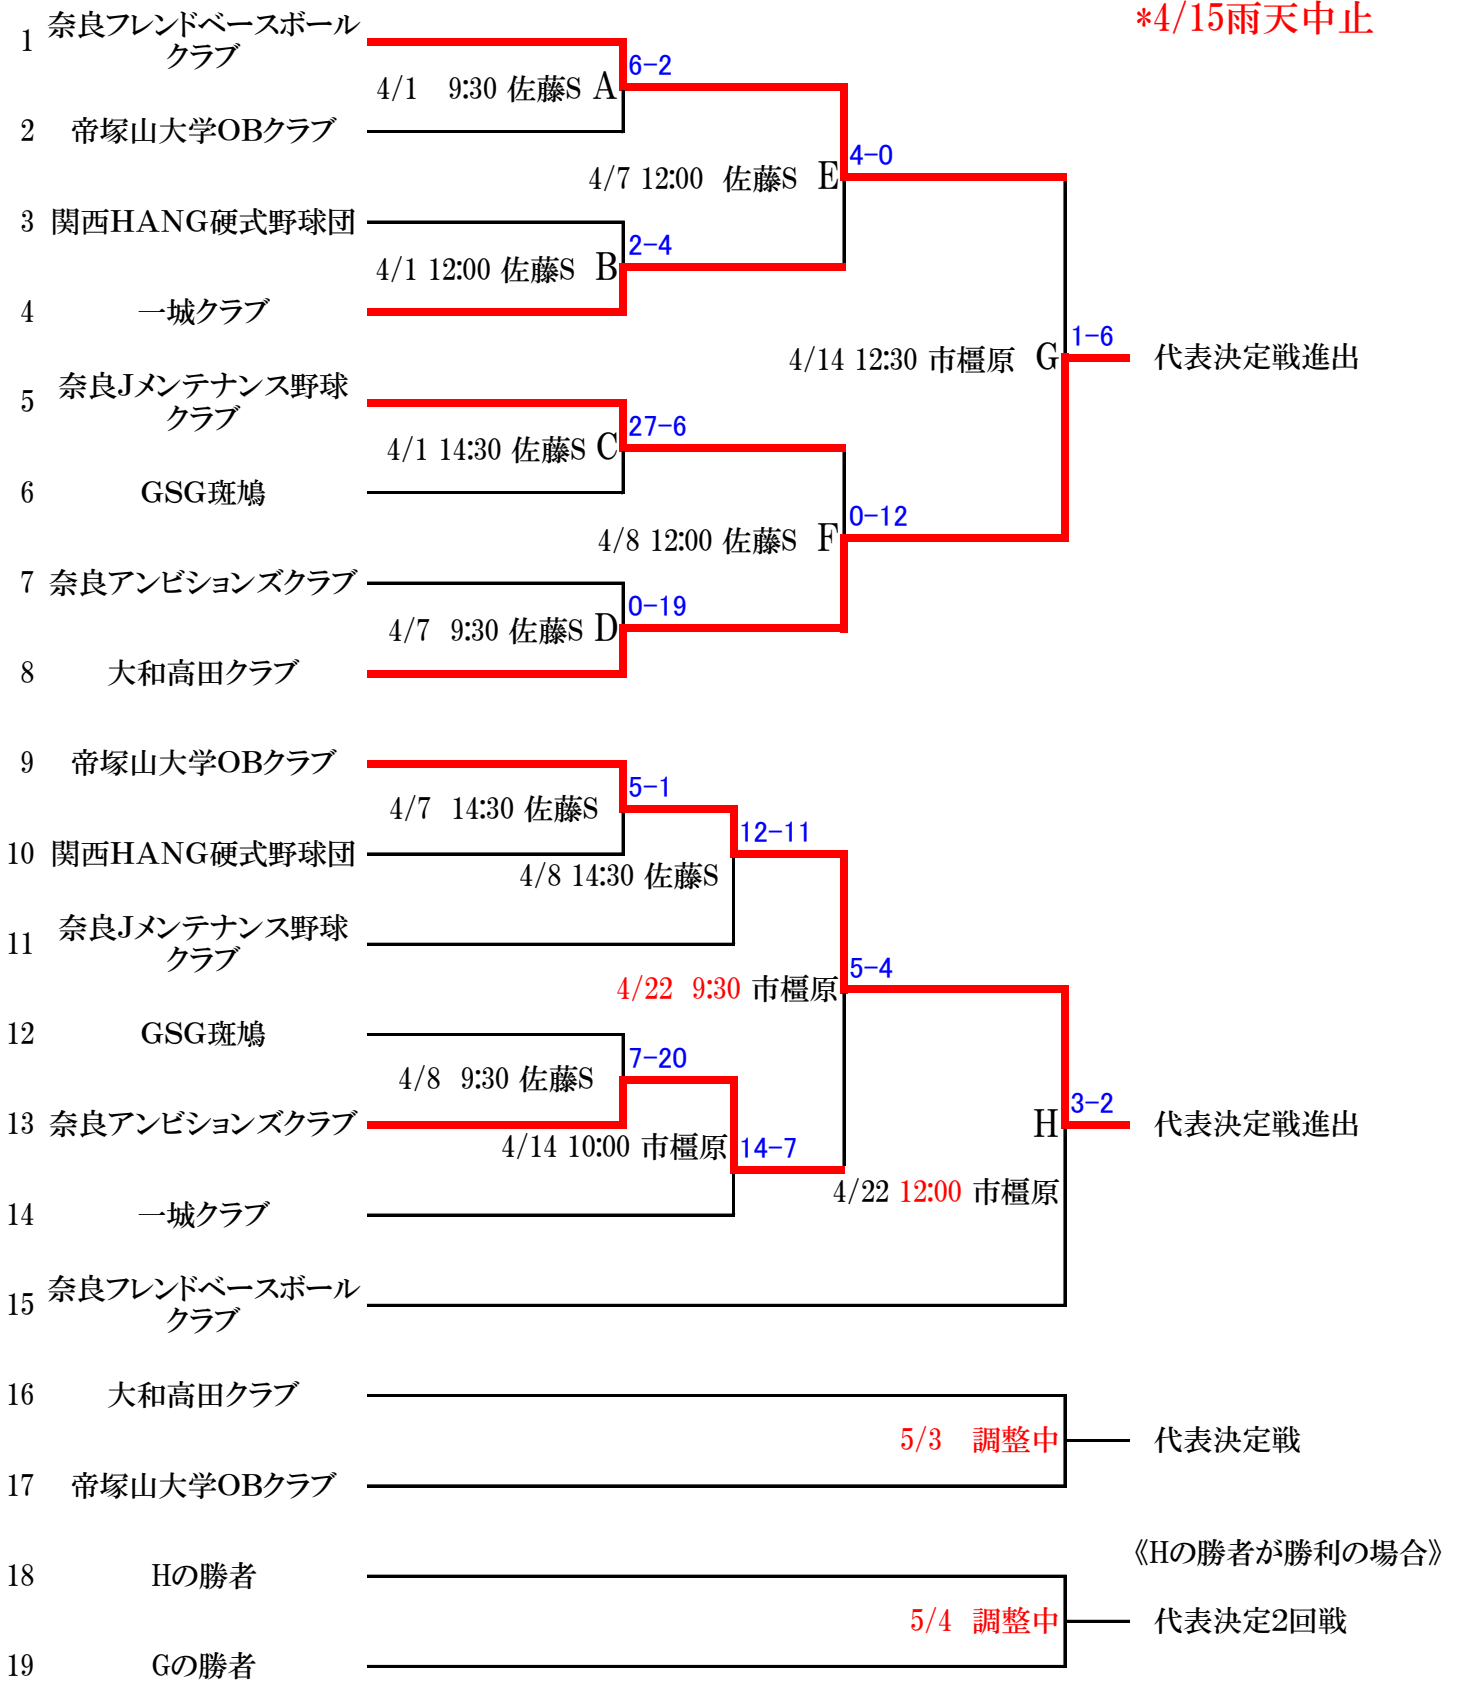 *4/15雨天中止
1 奈良フレンドベースボール
クラブ
6-2
4/1 9:30 佐藤S A
2 帝塚山大学OBクラブ
4-0
4/7 12:00 佐藤S E
3 関西HANG硬式野球団
2-4
4/1 12:00 佐藤S B
4 一城クラブ
1-6
4/14 12:30 市橿原 G 代表決定戦進出
5 奈良Jメンテナンス野球
クラブ
27-6
4/1 14:30 佐藤S C
6 GSG斑鳩
0-12
4/8 12:00 佐藤S F
7 奈良アンビションズクラブ
0-19
4/7 9:30 佐藤S D
8 大和高田クラブ
9 帝塚山大学OBクラブ
5-1
4/7 14:30 佐藤S
12-11
10 関西HANG硬式野球団
4/8 14:30 佐藤S
11 奈良Jメンテナンス野球
クラブ
5-4
4/22 9:30 市橿原
12 GSG斑鳩
7-20
4/8 9:30 佐藤S
3-2
13 奈良アンビションズクラブ
H 代表決定戦進出
4/14 10:00 市橿原 14-7
4/22 12:00 市橿原
14 一城クラブ
15 奈良フレンドベースボール
クラブ
16 大和高田クラブ
5/3 調整中 代表決定戦
17 帝塚山大学OBクラブ
《Hの勝者が勝利の場合》
18 Hの勝者
5/4 調整中 代表決定2回戦
19 Gの勝者